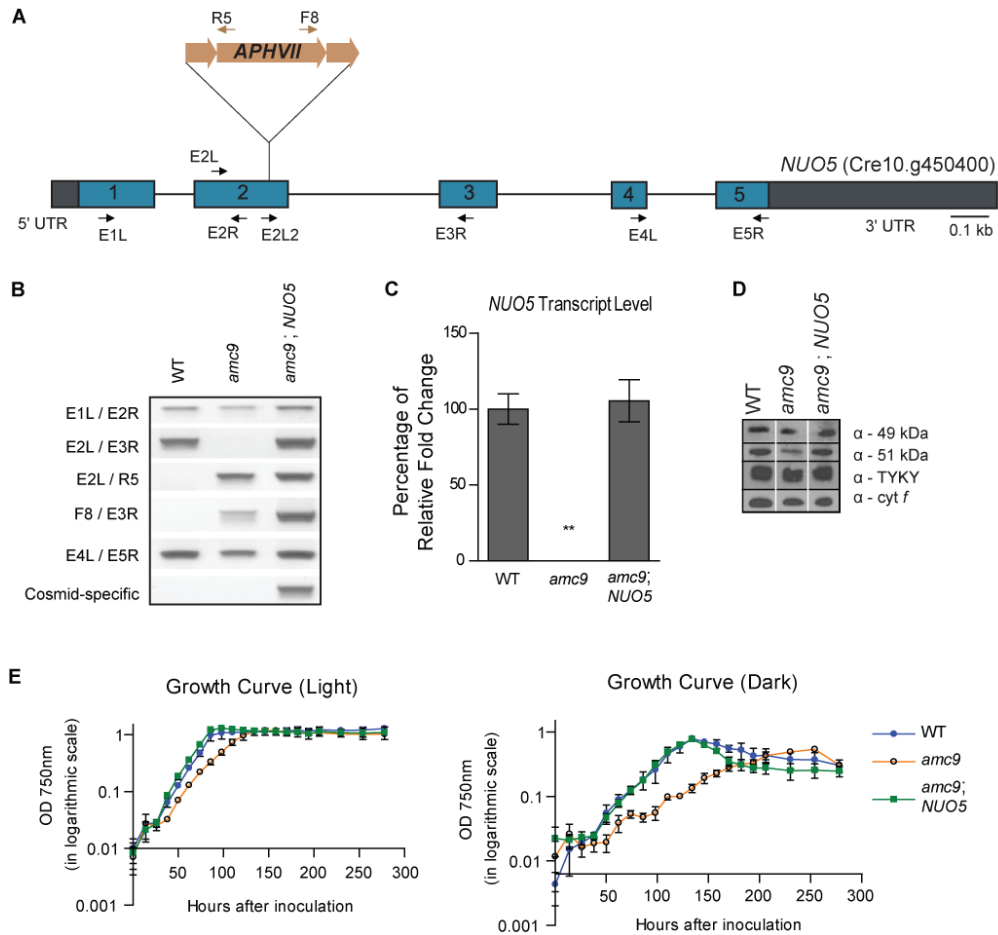 A
R5 F8
APHVII
E2L
NUO5 (Cre10.g450400)
1 2 3 4 5
5' UTR
E1L E2R E2L2 E3R E4L E5R
3' UTR
0.1 kb
B
WT amc9 amc9 ; NUO5
E1L / E2R
E2L / E3R
E2L / R5
F8 / E3R
E4L / E5R
Cosmid-specific
C
NUO5 Transcript Level
Percentage of
Relative Fold Change
150
100
50
0
**
WT amc9 amc9;
NUO5
D
WT amc9 amc9 ; NUO5
α - 49 kDa
α - 51 kDa
α - TYKY
α - cyt f
E
Growth Curve (Light)
OD 750nm
(in logarithmic scale)
1
0.1
0.01
0.001
50 100 150 200 250 300
Hours after inoculation
Growth Curve (Dark)
OD 750nm
(in logarithmic scale)
1
0.1
0.01
0.001
50 100 150 200 250 300
Hours after inoculation
WT
amc9
amc9;
NUO5